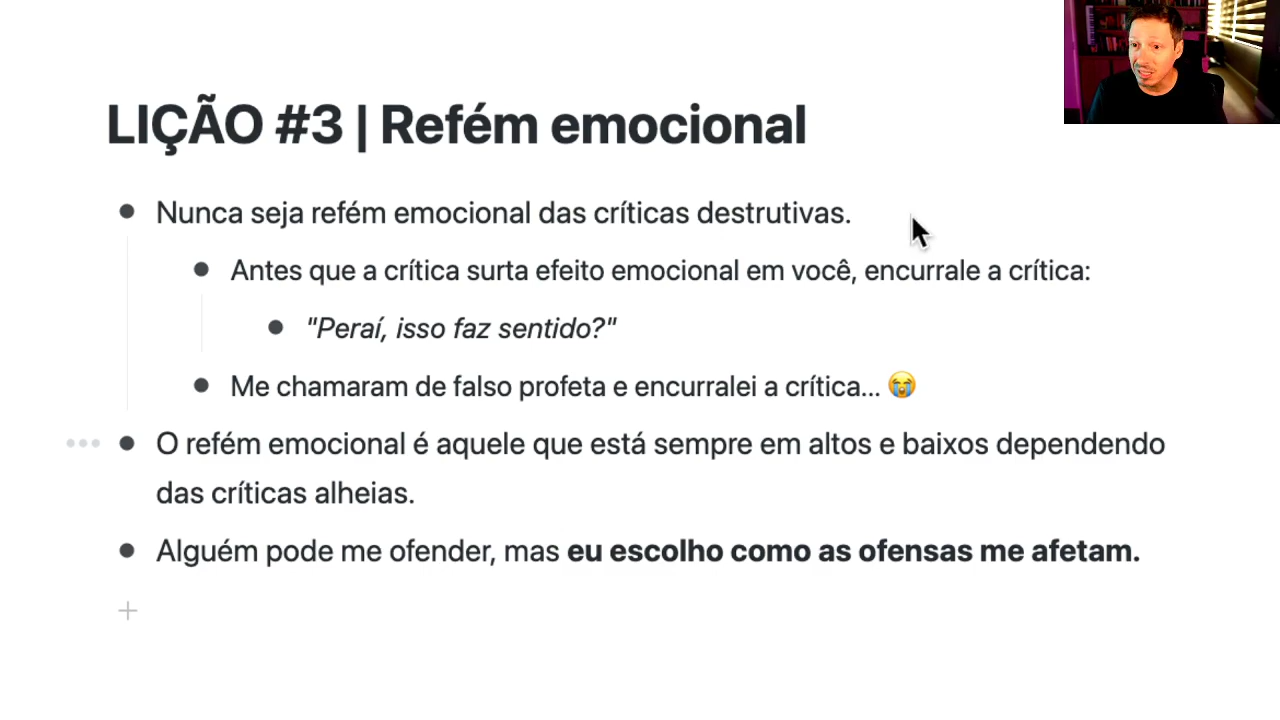 LIÇÃO #3 | Refém emocional
Nunca seja refém emocional das críticas destrutivas.
Antes que a crítica surta efeito emocional em você, encurrale a crítica:
"Peraí, isso faz sentido?"
Me chamaram de falso profeta e encurralei a crítica... 😭
O refém emocional é aquele que está sempre em altos e baixos dependendo
das críticas alheias.
Alguém pode me ofender, mas eu escolho como as ofensas me afetam.